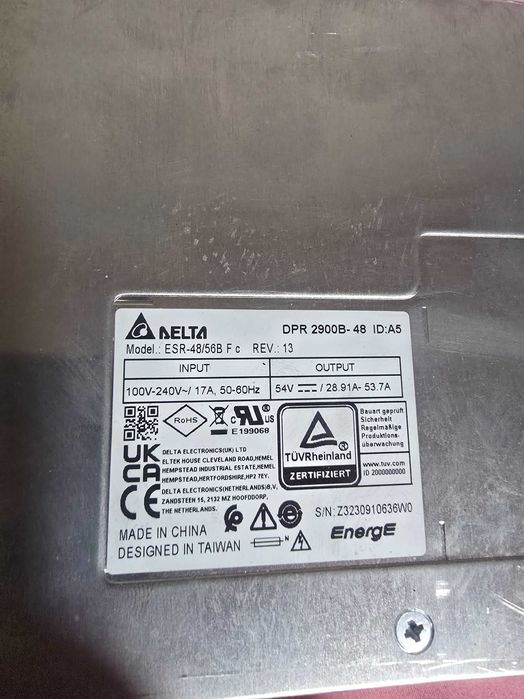 DELTA
DPR 2900B- 48 ID:A5
Model.: ESR-48/56B F c REV.: 13
INPUT
OUTPUT
100V-240V~/ 17A, 50-60Hz
54V ⎓ / 28.91A- 53.7A
RoHS
c RU US
E199068
TÜVRheinland
ZERTIFIZIERT
Bauart gepruft
Sicherheit
Regelmäßige
Produktions-
überwachung
www.tuv.com
ID 2000000000
UK
CA
CE
DELTA ELECTRONICS(UK) LTD
ELTEK HOUSE CLEVELAND ROAD, HEMEL
HEMPSTEAD INDUSTRIAL ESTATE, HEMEL
HEMPSTEAD, HERTFORDSHIRE, HP2 7EY.
DELTA ELECTRONICS(NETHERLANDS)B,V,
ZANDSTEEN 15, 2132 MZ HOOFDDORP,
THE NETHERLANDS.
S/N: Z3230910636W0
MADE IN CHINA
DESIGNED IN TAIWAN
N
EnergE